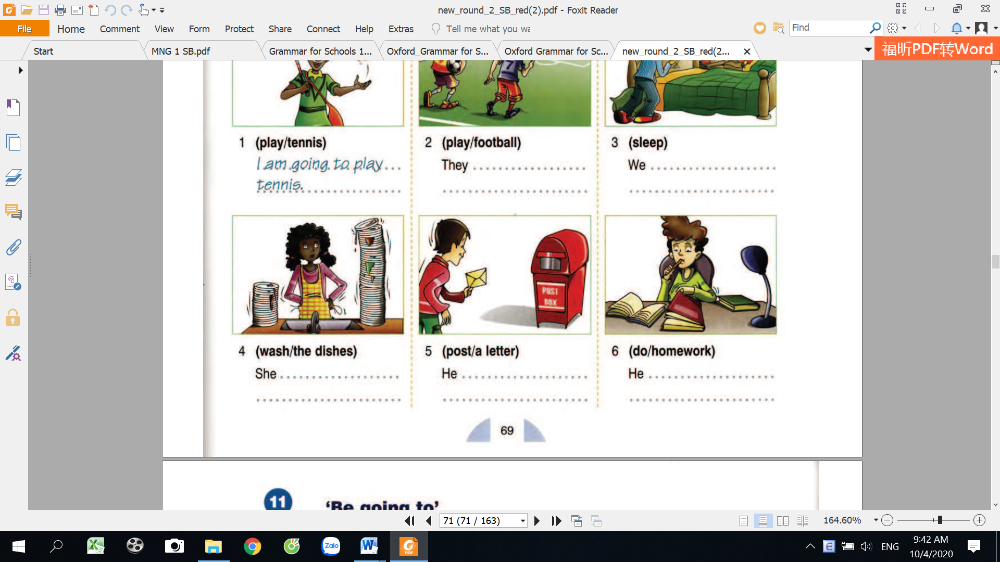 new_round_2_SB_red(2).pdf - Foxit Reader
File Home Comment View Form Protect Share Connect Help Extras Tell me what you wa
Find
Start MNG 1 SB.pdf Grammar for Schools 1... Oxford_Grammar for S... Oxford Grammar for Sc... new_round_2_SB_red(2...
福昕PDF转Word
7
1 (play/tennis)
I am going to play
tennis.
2 (play/football)
They
3 (sleep)
We
POST
BOX
4 (wash/the dishes)
She
5 (post/a letter)
He
6 (do/homework)
He
69
11 'Be going to'
71 (71 / 163)
164.60%
Zalo
PDF
ENG
9:42 AM
10/4/2020